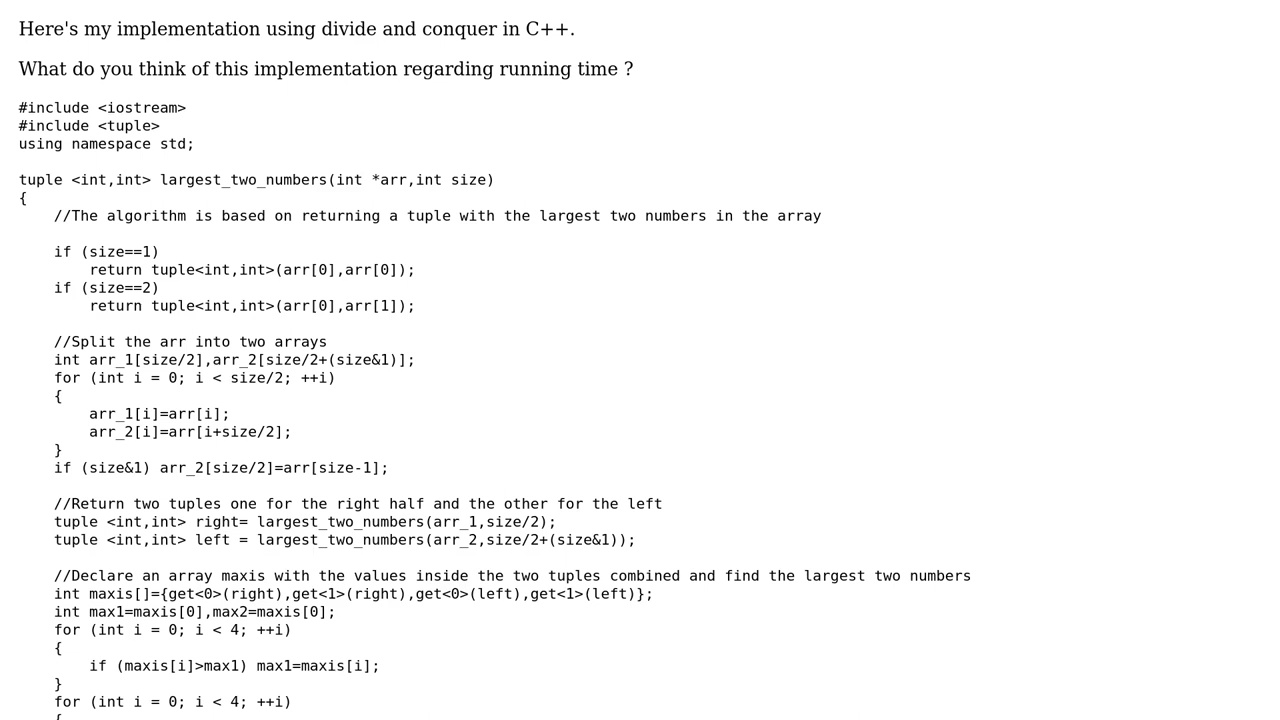 Here's my implementation using divide and conquer in C++.
What do you think of this implementation regarding running time ?
#include <iostream>
#include <tuple>
using namespace std;
tuple <int,int> largest_two_numbers(int *arr,int size)
{
    //The algorithm is based on returning a tuple with the largest two numbers in the array
    if (size==1)
        return tuple<int,int>(arr[0],arr[0]);
    if (size==2)
        return tuple<int,int>(arr[0],arr[1]);
    //Split the arr into two arrays
    int arr_1[size/2],arr_2[size/2+(size&1)];
    for (int i = 0; i < size/2; ++i)
    {
        arr_1[i]=arr[i];
        arr_2[i]=arr[i+size/2];
    }
    if (size&1) arr_2[size/2]=arr[size-1];
    //Return two tuples one for the right half and the other for the left
    tuple <int,int> right= largest_two_numbers(arr_1,size/2);
    tuple <int,int> left = largest_two_numbers(arr_2,size/2+(size&1));
    //Declare an array maxis with the values inside the two tuples combined and find the largest two numbers
    int maxis[]={get<0>(right),get<1>(right),get<0>(left),get<1>(left)};
    int max1=maxis[0],max2=maxis[0];
    for (int i = 0; i < 4; ++i)
    {
        if (maxis[i]>max1) max1=maxis[i];
    }
    for (int i = 0; i < 4; ++i)
    {